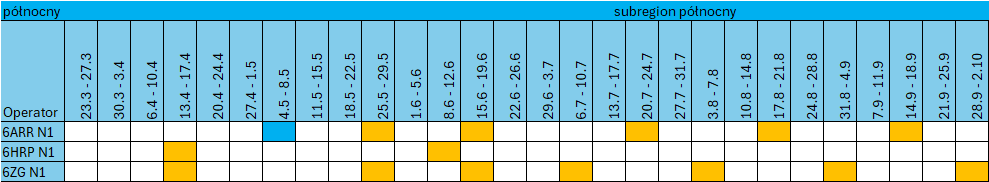 północny subregion północny
Operator 23.3 - 27.3 30.3 - 3.4 6.4 - 10.4 13.4 - 17.4 20.4 - 24.4 27.4 - 1.5 4.5 - 8.5 11.5 - 15.5 18.5 - 22.5 25.5 - 29.5 1.6 - 5.6 8.6 - 12.6 15.6 - 19.6 22.6 - 26.6 29.6 - 3.7 6.7 - 10.7 13.7 - 17.7 20.7 - 24.7 27.7 - 31.7 3.8 - 7.8 10.8 - 14.8 17.8 - 21.8 24.8 - 28.8 31.8 - 4.9 7.9 - 11.9 14.9 - 18.9 21.9 - 25.9 28.9 - 2.10
6ARR N1
6HRP N1
6ZG N1